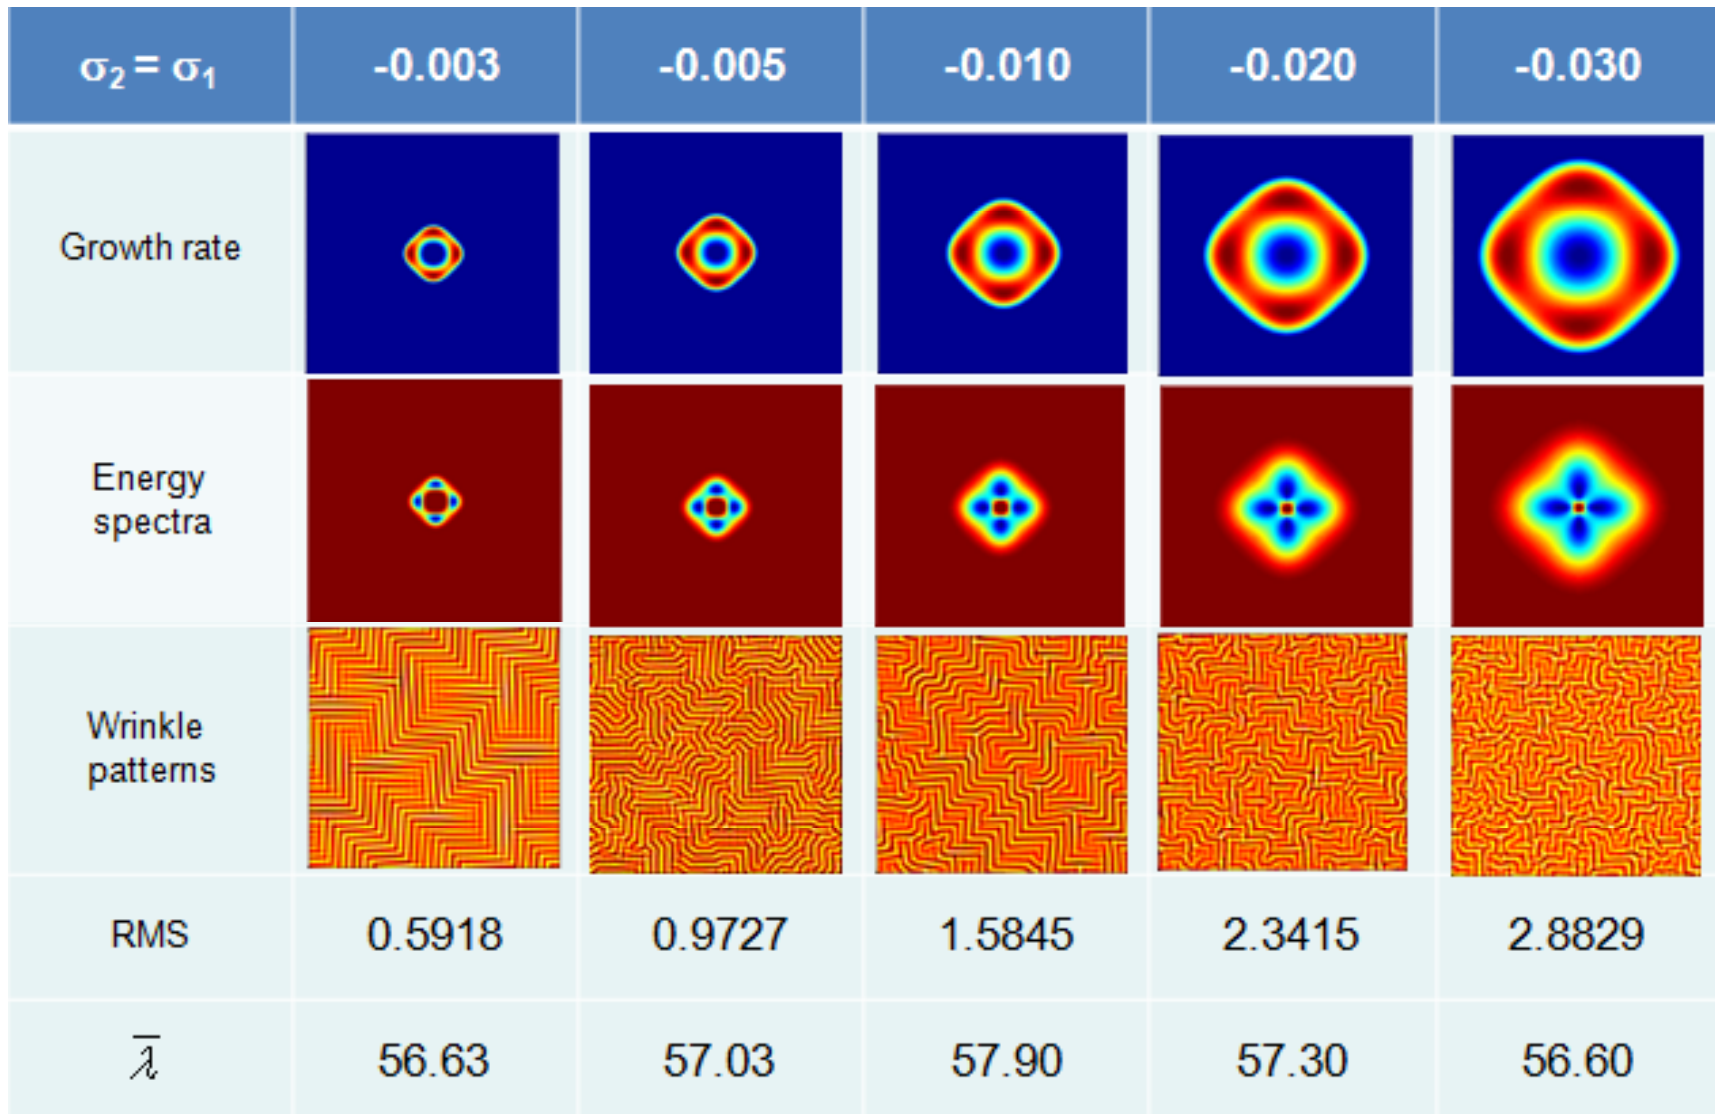 σ₂ = σ₁ -0.003 -0.005 -0.010 -0.020 -0.030
Growth rate
Energy
spectra
Wrinkle
patterns
RMS 0.5918 0.9727 1.5845 2.3415 2.8829
λ̅ 56.63 57.03 57.90 57.30 56.60